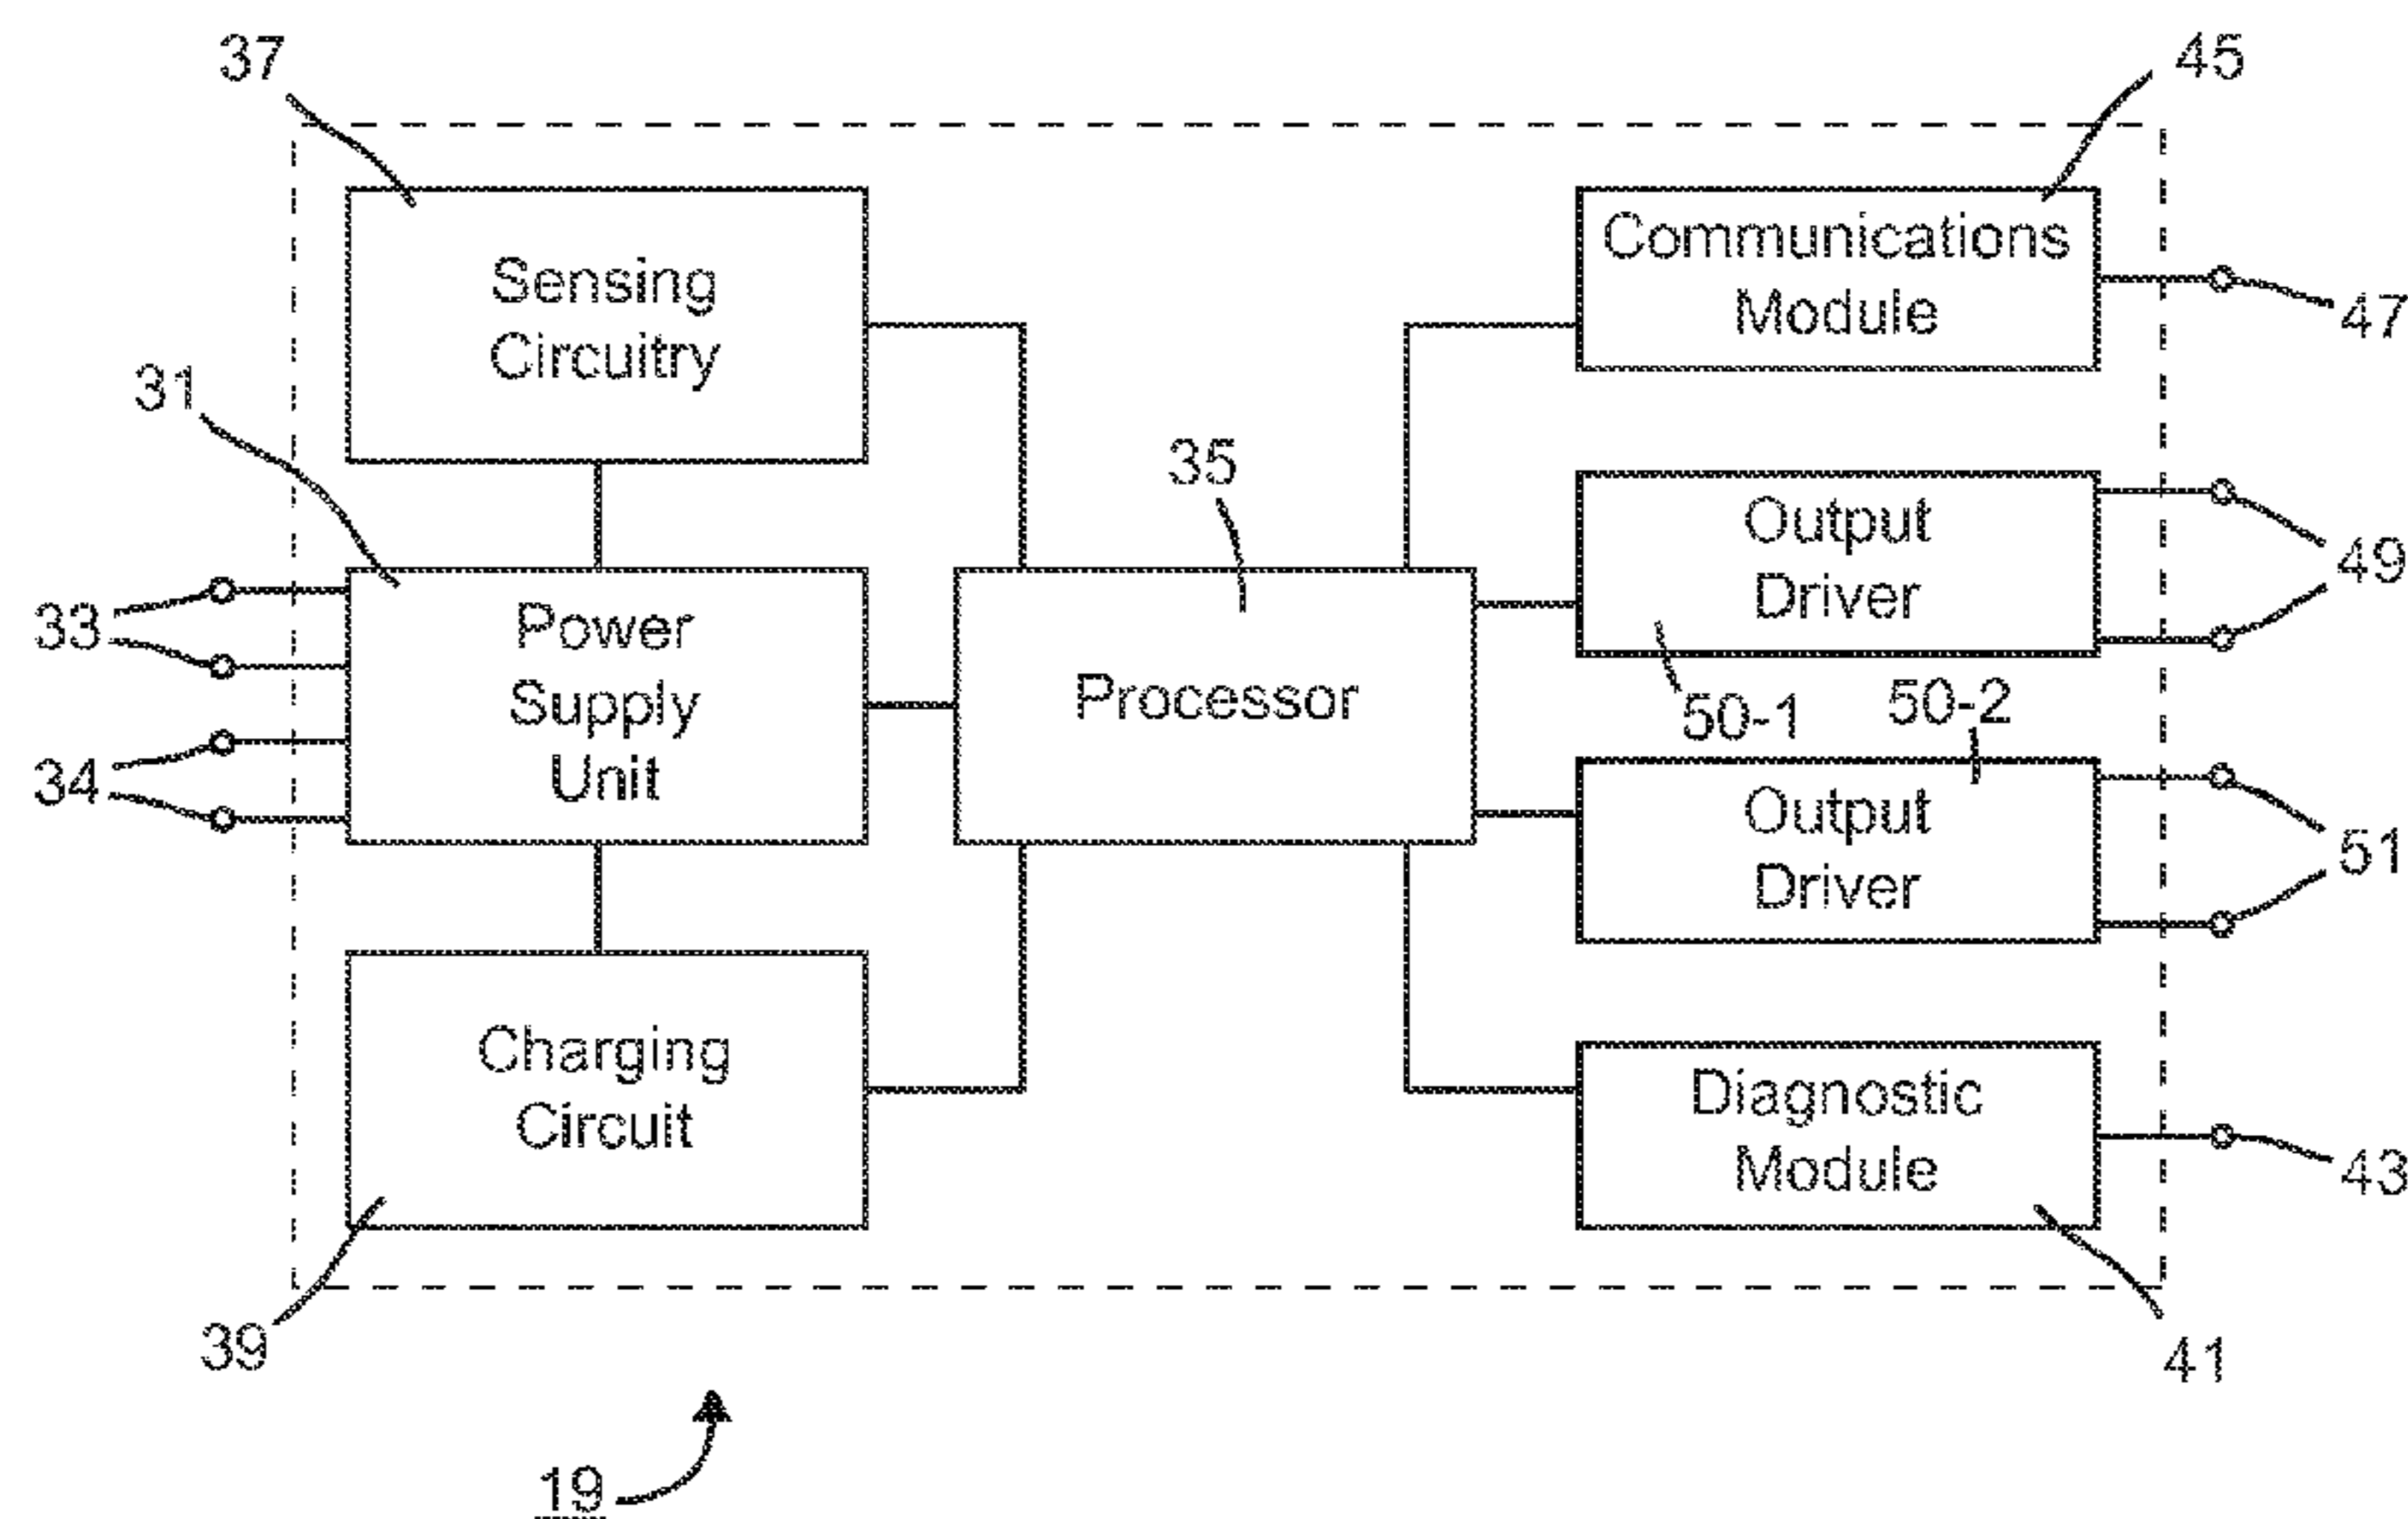 37
45
Sensing
Circuitry
Communications
Module
47
31
35
Output
Driver
49
50-1
50-2
33
34
Power
Supply
Unit
Processor
Output
Driver
51
Charging
Circuit
Diagnostic
Module
43
39
41
19